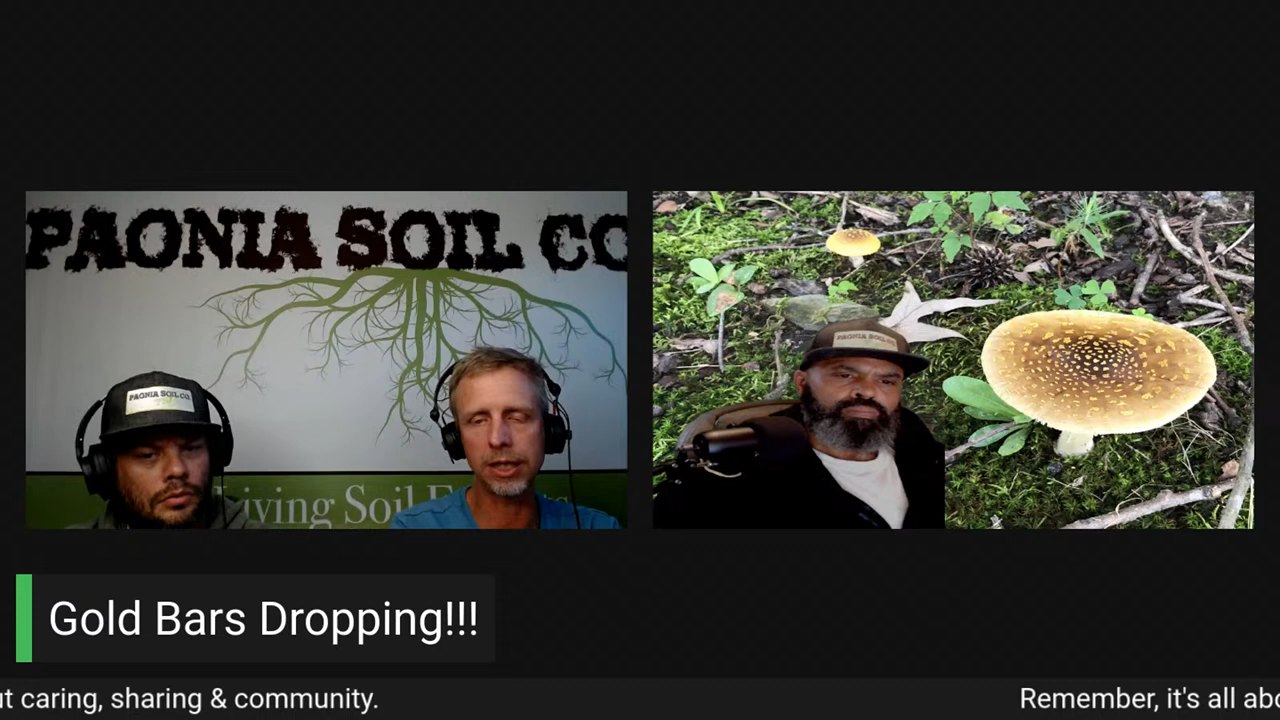 PAONIA SOIL CO
PAONIA SOIL CO.
PAONIA SOIL CO
Living Soil
Gold Bars Dropping!!!
ut caring, sharing & community.
Remember, it's all abo